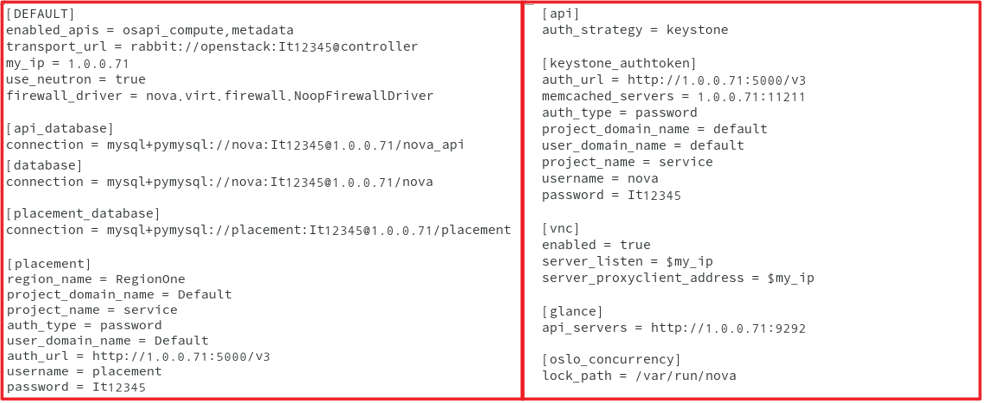 [DEFAULT]
enabled_apis = osapi_compute,metadata
transport_url = rabbit://openstack:It12345@controller
my_ip = 1.0.0.71
use_neutron = true
firewall_driver = nova.virt.firewall.NoopFirewallDriver
[api_database]
connection = mysql+pymysql://nova:It12345@1.0.0.71/nova_api
[database]
connection = mysql+pymysql://nova:It12345@1.0.0.71/nova
[placement_database]
connection = mysql+pymysql://placement:It12345@1.0.0.71/placement
[placement]
region_name = RegionOne
project_domain_name = Default
project_name = service
auth_type = password
user_domain_name = Default
auth_url = http://1.0.0.71:5000/v3
username = placement
password = It12345
[api]
auth_strategy = keystone
[keystone_authtoken]
auth_url = http://1.0.0.71:5000/v3
memcached_servers = 1.0.0.71:11211
auth_type = password
project_domain_name = default
user_domain_name = default
project_name = service
username = nova
password = It12345
[vnc]
enabled = true
server_listen = $my_ip
server_proxyclient_address = $my_ip
[glance]
api_servers = http://1.0.0.71:9292
[oslo_concurrency]
lock_path = /var/run/nova